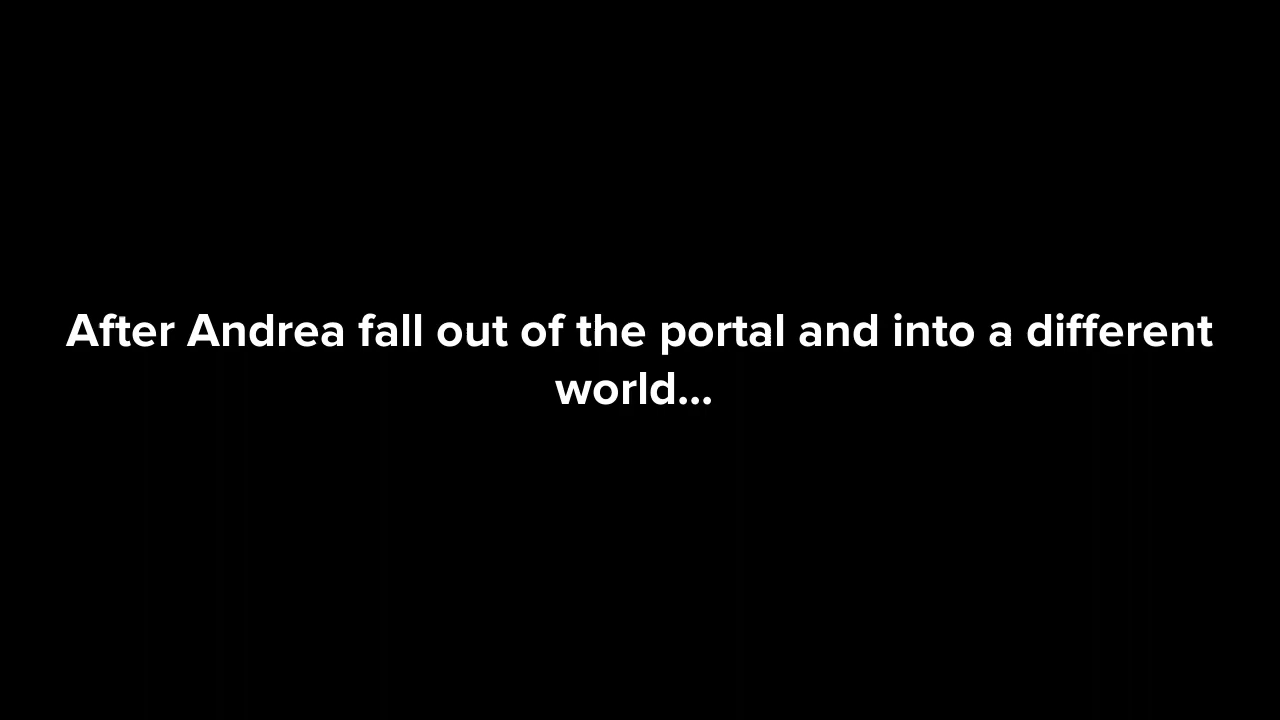 After Andrea fall out of the portal and into a different
world...